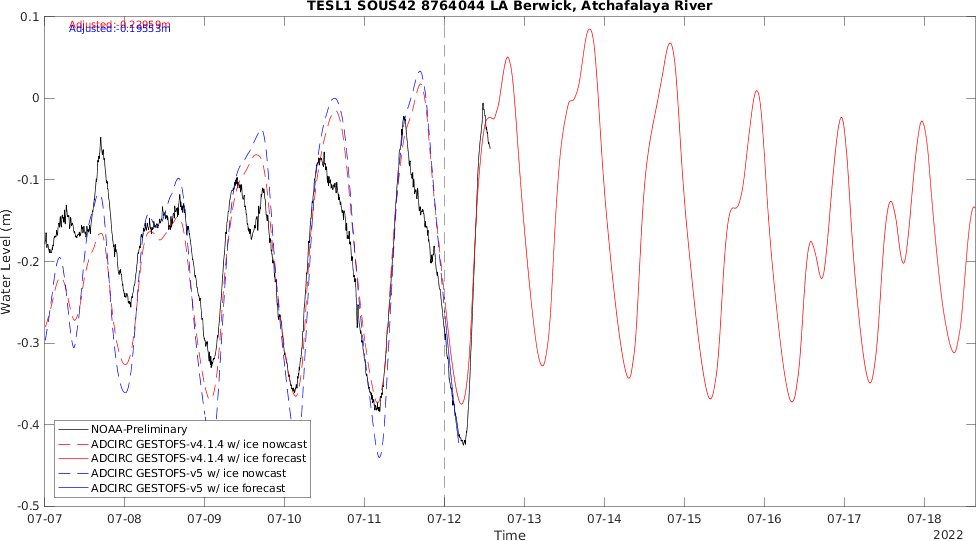 TESL1 SOUS42 8764044 LA Berwick, Atchafalaya River
Adjusted:-0.22959m
Adjusted:-0.19553m
0.1
0
-0.1
-0.2
-0.3
-0.4
-0.5
Water Level (m)
NOAA-Preliminary
ADCIRC GESTOFS-v4.1.4 w/ ice nowcast
ADCIRC GESTOFS-v4.1.4 w/ ice forecast
ADCIRC GESTOFS-v5 w/ ice nowcast
ADCIRC GESTOFS-v5 w/ ice forecast
07-07 07-08 07-09 07-10 07-11 07-12 07-13 07-14 07-15 07-16 07-17 07-18
Time
2022